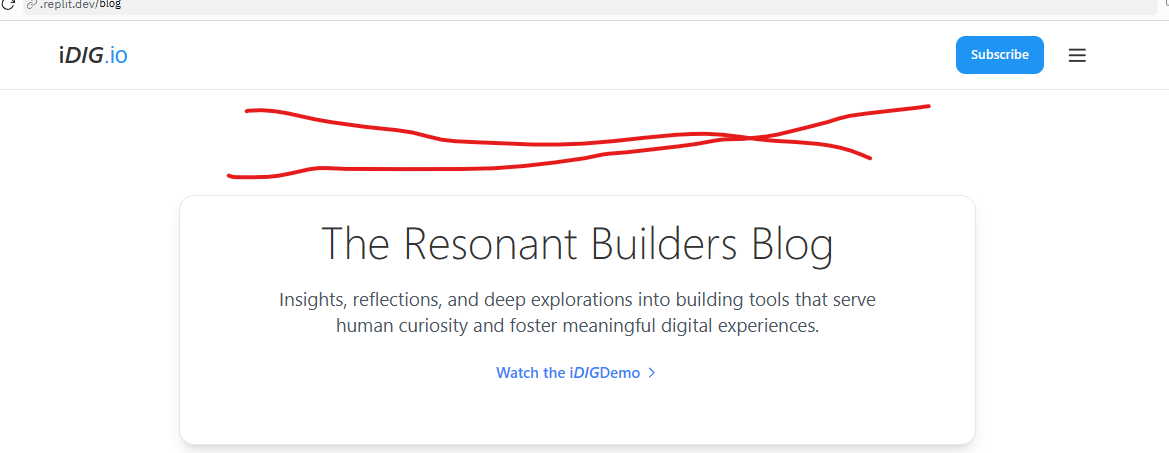 .replit.dev/blog
iDIG.io
Subscribe
The Resonant Builders Blog
Insights, reflections, and deep explorations into building tools that serve
human curiosity and foster meaningful digital experiences.
Watch the iDIGDemo